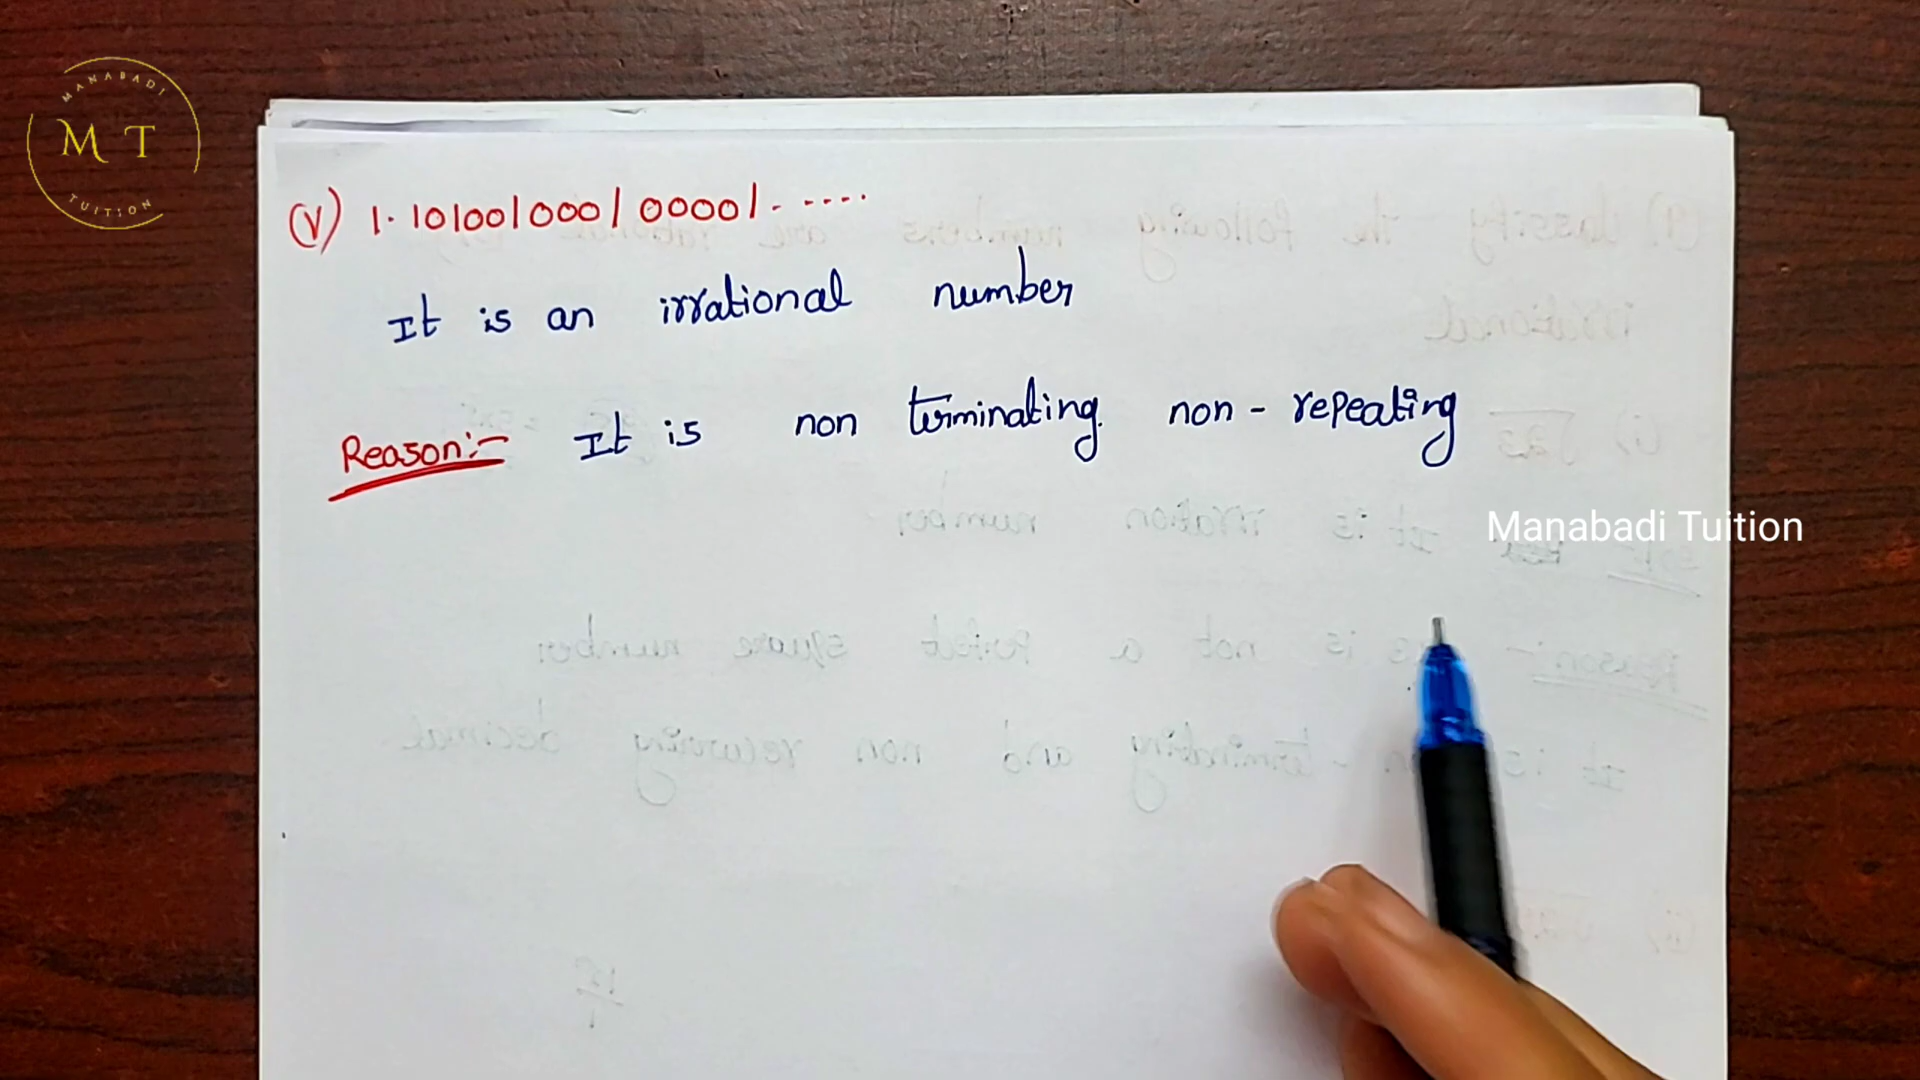 MANABADI
M T
TUITION
(V) 1.101001000100001......
It is an irrational number
Reason:- It is non terminating. non-repeating
Manabadi Tuition